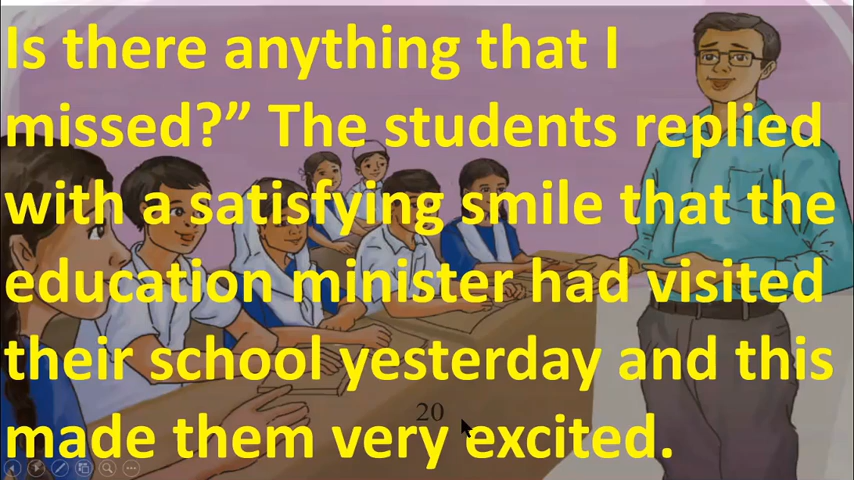 Is there anything that I
missed?” The students replied
with a satisfying smile that the
education minister had visited
their school yesterday and this
20
made them very excited.